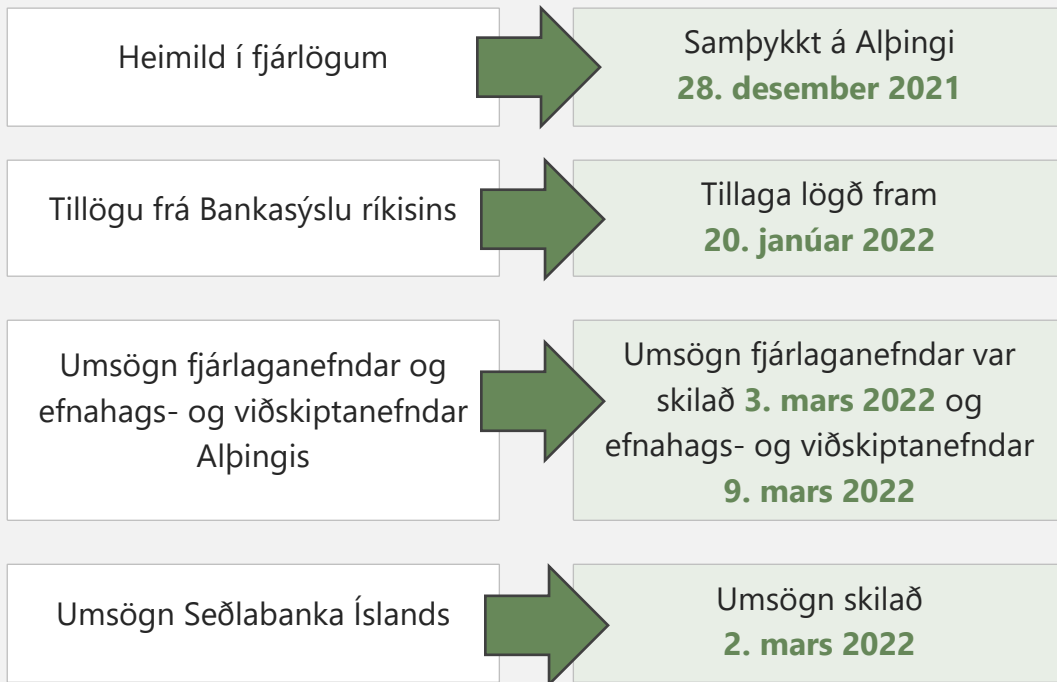 Heimild í fjárlögum
Samþykkt á Alþingi
28. desember 2021
Tillögu frá Bankasýslu ríkisins
Tillaga lögð fram
20. janúar 2022
Umsögn fjárlaganefndar og
efnahags- og viðskiptanefndar
Alþingis
Umsögn fjárlaganefndar var
skilað 3. mars 2022 og
efnahags- og viðskiptanefndar
9. mars 2022
Umsögn Seðlabanka Íslands
Umsögn skilað
2. mars 2022